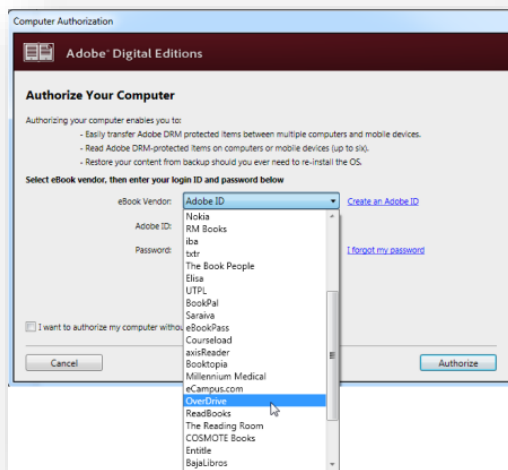 Computer Authorization
Adobe® Digital Editions
Authorize Your Computer
Authorizing your computer enables you to:
- Easily transfer Adobe DRM protected items between multiple computers and mobile devices.
- Read Adobe DRM-protected items on computers or mobile devices (up to six).
- Restore your content from backup should you ever need to re-install the OS.
Select eBook vendor, then enter your login ID and password below
eBook Vendor: Adobe ID Create an Adobe ID
Adobe ID:
Password: I forgot my password
Nokia
RM Books
iba
txtr
The Book People
Elisa
UTPL
BookPal
Saraiva
eBookPass
Courseload
axisReader
Booktopia
Millennium Medical
eCampus.com
OverDrive
ReadBooks
The Reading Room
COSMOTE Books
Entitle
BajaLibros
I want to authorize my computer withou
Cancel Authorize